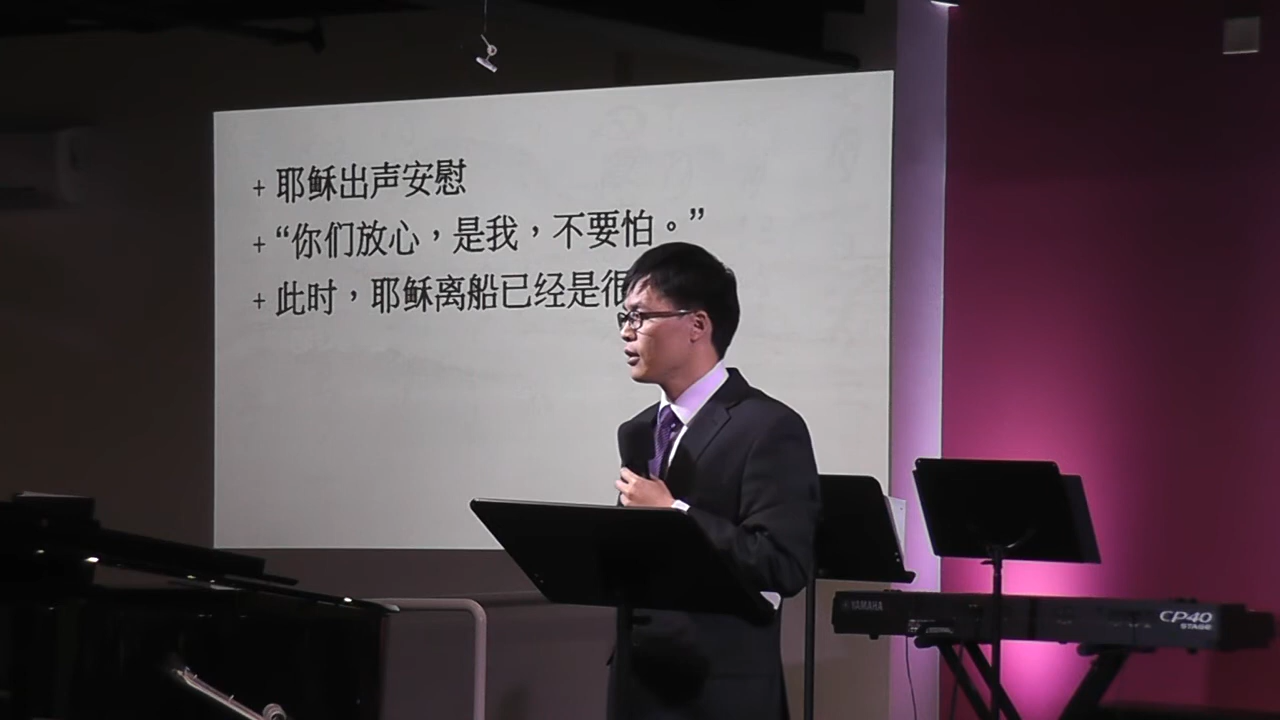 + 耶稣出声安慰
+ “你们放心，是我，不要怕。”
+ 此时，耶稣离船已经是很
YAMAHA
CP40
STAGE